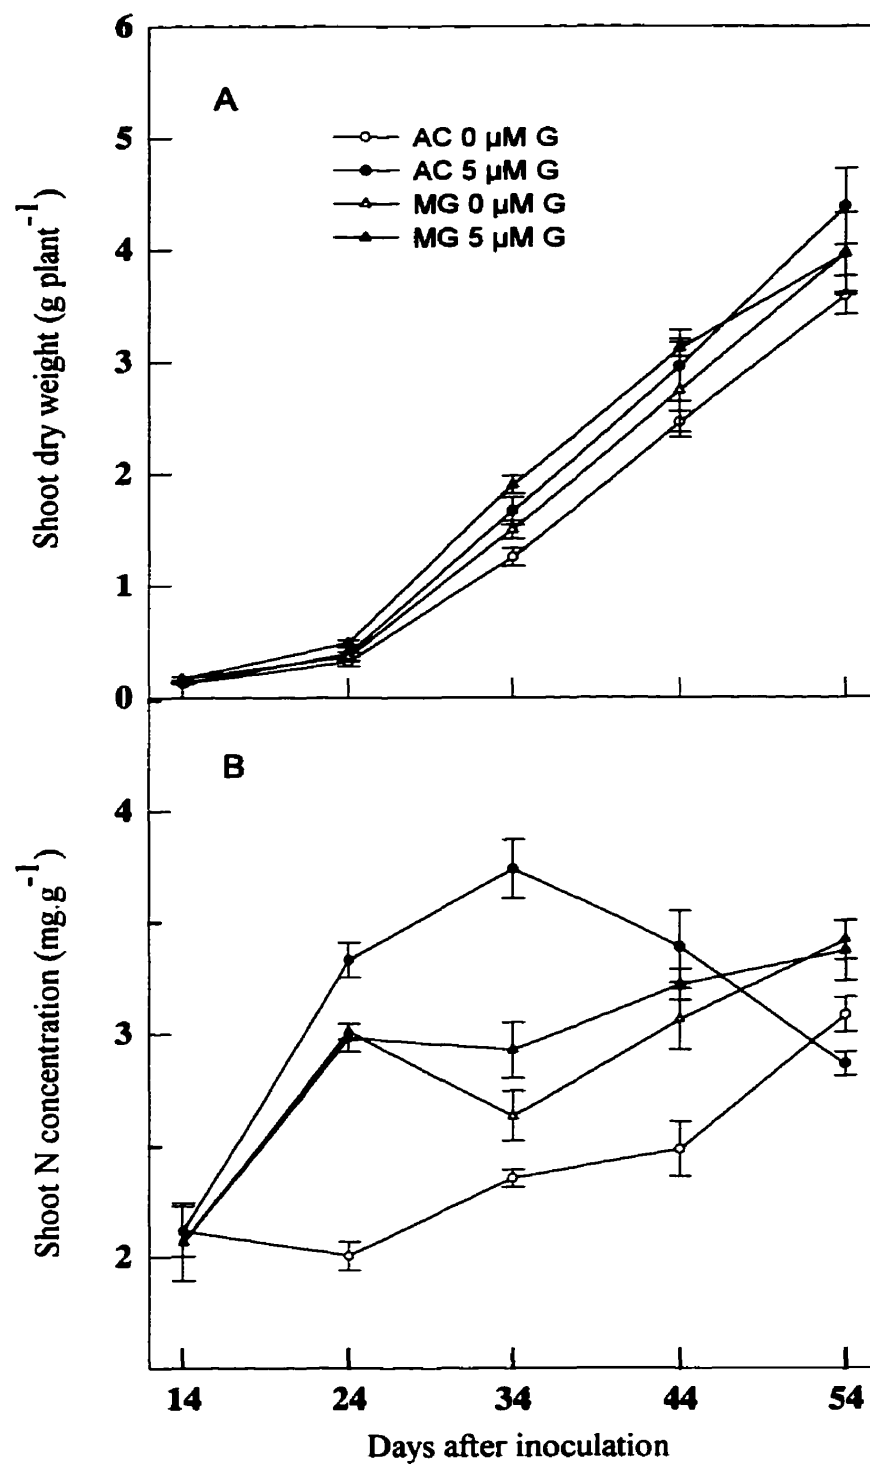 6
A
AC 0 µM G
AC 5 µM G
MG 0 µM G
MG 5 µM G
5
4
3
2
1
0
Shoot dry weight (g plant-1)
B
4
3
2
Shoot N concentration (mg.g-1)
14 24 34 44 54
Days after inoculation